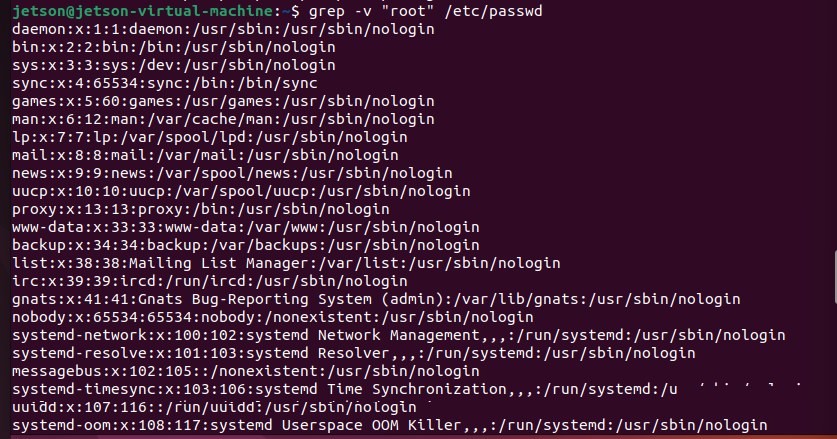 jetson@jetson-virtual-machine:~$ grep -v "root" /etc/passwd
daemon:x:1:1:daemon:/usr/sbin:/usr/sbin/nologin
bin:x:2:2:bin:/bin:/usr/sbin/nologin
sys:x:3:3:sys:/dev:/usr/sbin/nologin
sync:x:4:65534:sync:/bin:/bin/sync
games:x:5:60:games:/usr/games:/usr/sbin/nologin
man:x:6:12:man:/var/cache/man:/usr/sbin/nologin
lp:x:7:7:lp:/var/spool/lpd:/usr/sbin/nologin
mail:x:8:8:mail:/var/mail:/usr/sbin/nologin
news:x:9:9:news:/var/spool/news:/usr/sbin/nologin
uucp:x:10:10:uucp:/var/spool/uucp:/usr/sbin/nologin
proxy:x:13:13:proxy:/bin:/usr/sbin/nologin
www-data:x:33:33:www-data:/var/www:/usr/sbin/nologin
backup:x:34:34:backup:/var/backups:/usr/sbin/nologin
list:x:38:38:Mailing List Manager:/var/list:/usr/sbin/nologin
irc:x:39:39:ircd:/run/ircd:/usr/sbin/nologin
gnats:x:41:41:Gnats Bug-Reporting System (admin):/var/lib/gnats:/usr/sbin/nologin
nobody:x:65534:65534:nobody:/nonexistent:/usr/sbin/nologin
systemd-network:x:100:102:systemd Network Management,,,:/run/systemd:/usr/sbin/nologin
systemd-resolve:x:101:103:systemd Resolver,,,:/run/systemd:/usr/sbin/nologin
messagebus:x:102:105::/nonexistent:/usr/sbin/nologin
systemd-timesync:x:103:106:systemd Time Synchronization,,,:/run/systemd:/u
uuidd:x:107:116::/run/uuidd:/usr/sbin/nologin
systemd-oom:x:108:117:systemd Userspace OOM Killer,,,:/run/systemd:/usr/sbin/nologin